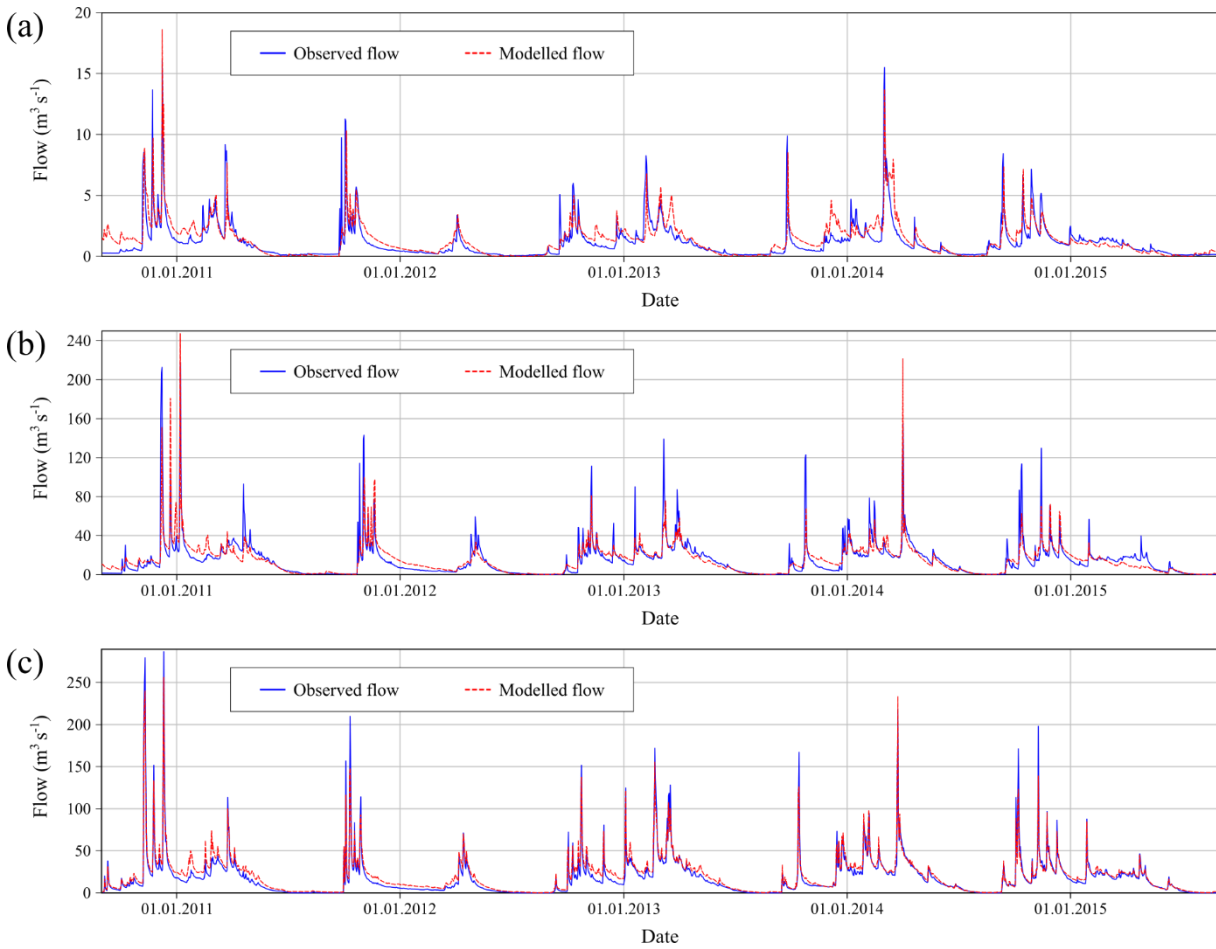 (a)
Flow (m³ s⁻¹)
20
15
10
5
0
Observed flow
Modelled flow
01.01.2011
01.01.2012
01.01.2013
01.01.2014
01.01.2015
Date
(b)
Flow (m³ s⁻¹)
240
200
160
120
80
40
0
Observed flow
Modelled flow
01.01.2011
01.01.2012
01.01.2013
01.01.2014
01.01.2015
Date
(c)
Flow (m³ s⁻¹)
250
200
150
100
50
0
Observed flow
Modelled flow
01.01.2011
01.01.2012
01.01.2013
01.01.2014
01.01.2015
Date